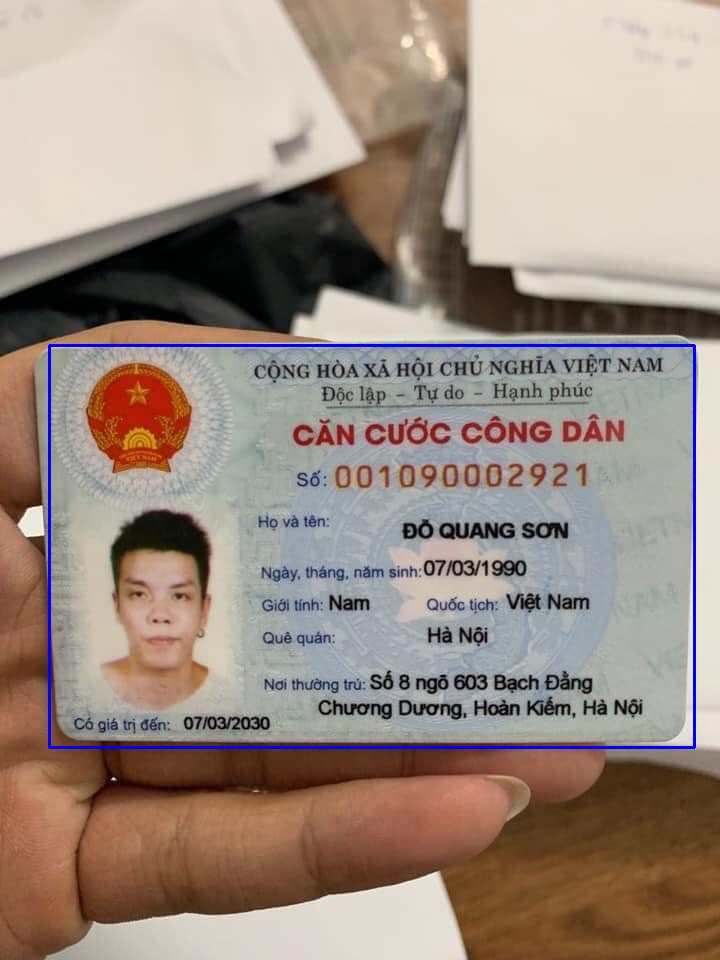 CỘNG HÒA XÃ HỘI CHỦ NGHĨA VIỆT NAM
Độc lập - Tự do - Hạnh phúc
CĂN CƯỚC CÔNG DÂN
Số: 001090002921
Họ và tên: ĐỖ QUANG SƠN
Ngày, tháng, năm sinh: 07/03/1990
Giới tính: Nam Quốc tịch: Việt Nam
Quê quán: Hà Nội
Nơi thường trú: Số 8 ngõ 603 Bạch Đằng
Chương Dương, Hoàn Kiếm, Hà Nội
Có giá trị đến: 07/03/2030